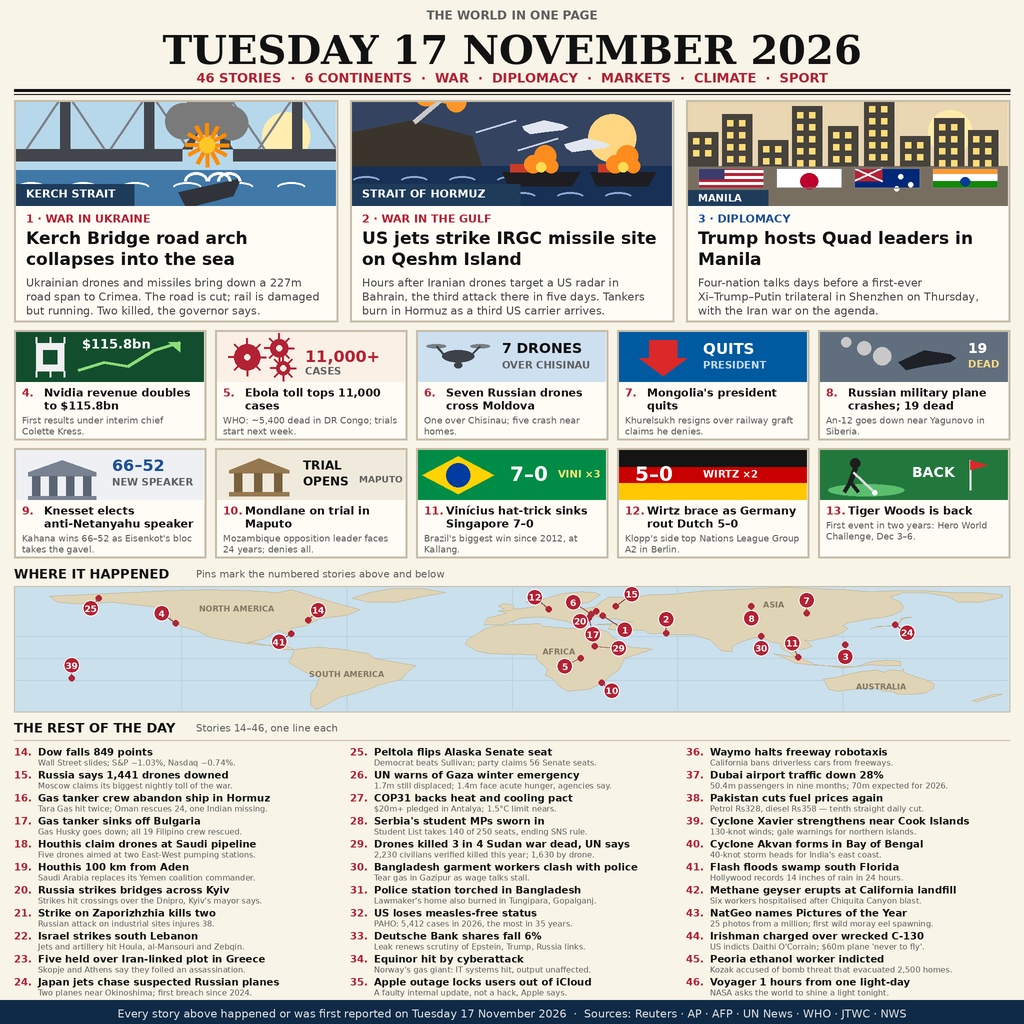 THE WORLD IN ONE PAGE
TUESDAY 17 NOVEMBER 2026
46 STORIES · 6 CONTINENTS · WAR · DIPLOMACY · MARKETS · CLIMATE · SPORT
KERCH STRAIT
1 · WAR IN UKRAINE
Kerch Bridge road arch
collapses into the sea
Ukrainian drones and missiles bring down a 227m
road span to Crimea. The road is cut; rail is damaged
but running. Two killed, the governor says.
STRAIT OF HORMUZ
2 · WAR IN THE GULF
US jets strike IRGC missile site
on Qeshm Island
Hours after Iranian drones target a US radar in
Bahrain, the third attack there in five days. Tankers
burn in Hormuz as a third US carrier arrives.
MANILA
3 · DIPLOMACY
Trump hosts Quad leaders in
Manila
Four-nation talks days before a first-ever
Xi–Trump–Putin trilateral in Shenzhen on Thursday,
with the Iran war on the agenda.
$115.8bn
4. Nvidia revenue doubles
to $115.8bn
First results under interim chief
Colette Kress.
11,000+
CASES
5. Ebola toll tops 11,000
cases
WHO: ~5,400 dead in DR Congo; trials
start next week.
7 DRONES
OVER CHISINAU
6. Seven Russian drones
cross Moldova
One over Chisinau; five crash near
homes.
QUITS
PRESIDENT
7. Mongolia's president
quits
Khurelsukh resigns over railway graft
claims he denies.
19
DEAD
8. Russian military plane
crashes; 19 dead
An-12 goes down near Yagunovo in
Siberia.
66–52
NEW SPEAKER
9. Knesset elects
anti-Netanyahu speaker
Kahana wins 66–52 as Eisenkot's bloc
takes the gavel.
TRIAL
OPENS
MAPUTO
10. Mondlane on trial in
Maputo
Mozambique opposition leader faces
24 years; denies all.
7–0
VINI ×3
11. Vinícius hat-trick sinks
Singapore 7–0
Brazil's biggest win since 2012, at
Kallang.
5–0
WIRTZ ×2
12. Wirtz brace as Germany
rout Dutch 5–0
Klopp's side top Nations League Group
A2 in Berlin.
BACK
13. Tiger Woods is back
First event in two years: Hero World
Challenge, Dec 3–6.
WHERE IT HAPPENED
Pins mark the numbered stories above and below
NORTH AMERICA
SOUTH AMERICA
AFRICA
ASIA
AUSTRALIA
25
4
14
41
39
12
6
15
20
17
1
2
29
5
10
8
7
30
11
3
24
THE REST OF THE DAY
Stories 14–46, one line each
14. Dow falls 849 points
Wall Street slides; S&P −1.03%, Nasdaq −0.74%.
15. Russia says 1,441 drones downed
Moscow claims its biggest nightly toll of the war.
16. Gas tanker crew abandon ship in Hormuz
Tara Gas hit twice; Oman rescues 24, one Indian missing.
17. Gas tanker sinks off Bulgaria
Gas Husky goes down; all 19 Filipino crew rescued.
18. Houthis claim drones at Saudi pipeline
Five drones aimed at two East-West pumping stations.
19. Houthis 100 km from Aden
Saudi Arabia replaces its Yemen coalition commander.
20. Russia strikes bridges across Kyiv
Strikes hit crossings over the Dnipro, Kyiv's mayor says.
21. Strike on Zaporizhzhia kills two
Russian attack on industrial sites injures 38.
22. Israel strikes south Lebanon
Jets and artillery hit Houla, al-Mansouri and Zebqin.
23. Five held over Iran-linked plot in Greece
Skopje and Athens say they foiled an assassination.
24. Japan jets chase suspected Russian planes
Two planes near Okinoshima; first breach since 2024.
25. Peltola flips Alaska Senate seat
Democrat beats Sullivan; party claims 56 Senate seats.
26. UN warns of Gaza winter emergency
1.7m still displaced; 1.4m face acute hunger, agencies say.
27. COP31 backs heat and cooling pact
$20m+ pledged in Antalya; 1.5°C limit nears.
28. Serbia's student MPs sworn in
Student List takes 140 of 250 seats, ending SNS rule.
29. Drones killed 3 in 4 Sudan war dead, UN says
2,230 civilians verified killed this year; 1,630 by drone.
30. Bangladesh garment workers clash with police
Tear gas in Gazipur as wage talks stall.
31. Police station torched in Bangladesh
Lawmaker's home also burned in Tungipara, Gopalganj.
32. US loses measles-free status
PAHO: 5,412 cases in 2026, the most in 35 years.
33. Deutsche Bank shares fall 6%
Leak renews scrutiny of Epstein, Trump, Russia links.
34. Equinor hit by cyberattack
Norway's gas giant: IT systems hit, output unaffected.
35. Apple outage locks users out of iCloud
A faulty internal update, not a hack, Apple says.
36. Waymo halts freeway robotaxis
California bans driverless cars from freeways.
37. Dubai airport traffic down 28%
50.4m passengers in nine months; 70m expected for 2026.
38. Pakistan cuts fuel prices again
Petrol Rs328, diesel Rs358 — tenth straight daily cut.
39. Cyclone Xavier strengthens near Cook Islands
130-knot winds; gale warnings for northern islands.
40. Cyclone Akvan forms in Bay of Bengal
40-knot storm heads for India's east coast.
41. Flash floods swamp south Florida
Hollywood records 14 inches of rain in 24 hours.
42. Methane geyser erupts at California landfill
Six workers hospitalised after Chiquita Canyon blast.
43. NatGeo names Pictures of the Year
25 photos from a million; first wild moray eel spawning.
44. Irishman charged over wrecked C-130
US indicts Daithi O'Corrain; $60m plane 'never to fly'.
45. Peoria ethanol worker indicted
Kozak accused of bomb threat that evacuated 2,500 homes.
46. Voyager 1 hours from one light-day
NASA asks the world to shine a light tonight.
Every story above happened or was first reported on Tuesday 17 November 2026 · Sources: Reuters · AP · AFP · UN News · WHO · JTWC · NWS